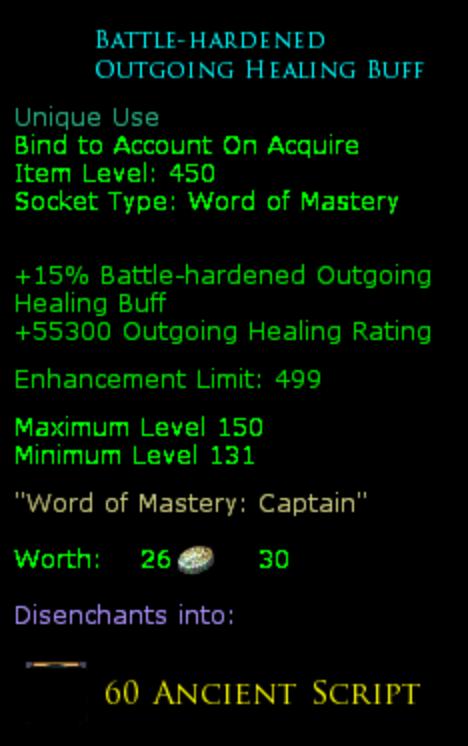 Battle-hardened
Outgoing Healing Buff
Unique Use
Bind to Account On Acquire
Item Level: 450
Socket Type: Word of Mastery
+15% Battle-hardened Outgoing
Healing Buff
+55300 Outgoing Healing Rating
Enhancement Limit: 499
Maximum Level 150
Minimum Level 131
"Word of Mastery: Captain"
Worth: 26 30
Disenchants into:
60 Ancient Script